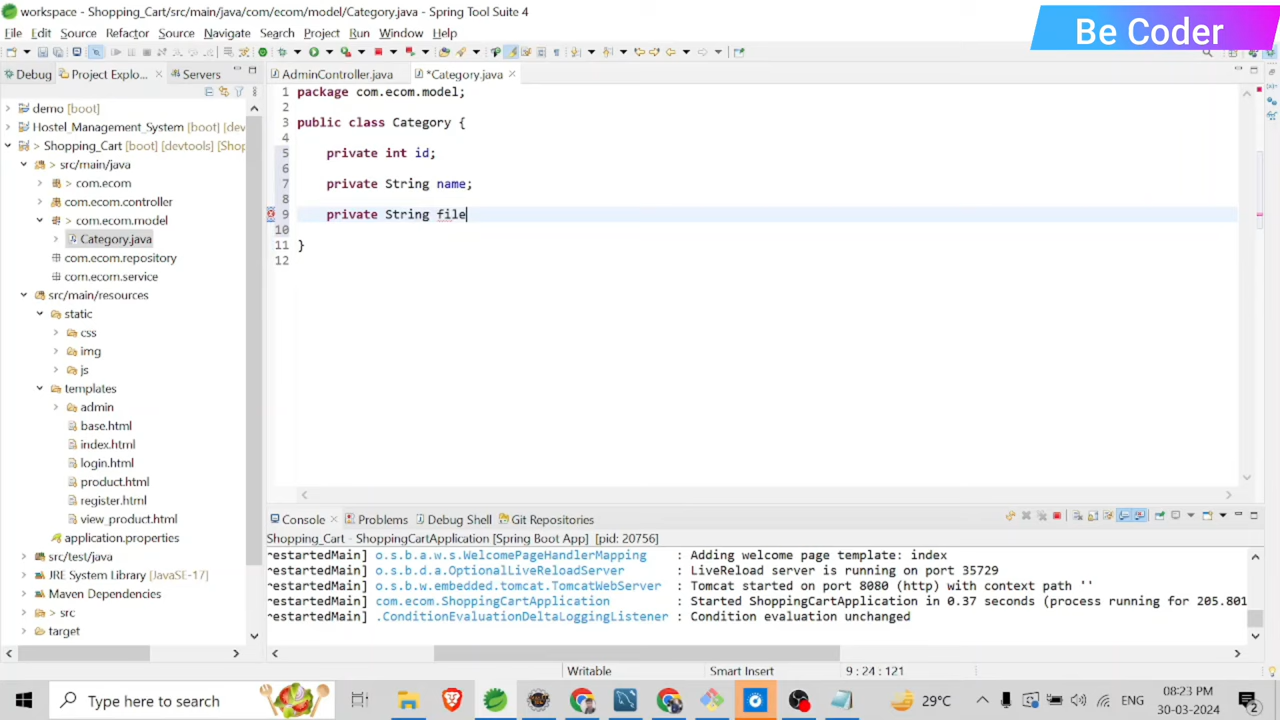 workspace - Shopping_Cart/src/main/java/com/ecom/model/Category.java - Spring Tool Suite 4
Be Coder
File Edit Source Refactor Source Navigate Search Project Run Window Help
Debug Project Explo... Servers
AdminController.java *Category.java
demo [boot]
Hostel_Management_System [boot] [dev
Shopping_Cart [boot] [devtools] [Shop
src/main/java
com.ecom
com.ecom.controller
com.ecom.model
Category.java
com.ecom.repository
com.ecom.service
src/main/resources
static
css
img
js
templates
admin
base.html
index.html
login.html
product.html
register.html
view_product.html
application.properties
src/test/java
JRE System Library [JavaSE-17]
Maven Dependencies
src
target
1 package com.ecom.model;
2
3 public class Category {
4
5 private int id;
6
7 private String name;
8
9 private String file
10
11 }
12
Console Problems Debug Shell Git Repositories
Shopping_Cart - ShoppingCartApplication [Spring Boot App] [pid: 20756]
restartedMain] o.s.b.a.w.s.WelcomePageHandlerMapping : Adding welcome page template: index
restartedMain] o.s.b.d.a.OptionalLiveReloadServer : LiveReload server is running on port 35729
restartedMain] o.s.b.w.embedded.tomcat.TomcatWebServer : Tomcat started on port 8080 (http) with context path ''
restartedMain] com.ecom.ShoppingCartApplication : Started ShoppingCartApplication in 0.37 seconds (process running for 205.801
restartedMain] .ConditionEvaluationDeltaLoggingListener : Condition evaluation unchanged
Writable Smart Insert 9 : 24 : 121
Type here to search
29°C
ENG
08:23 PM
30-03-2024
2